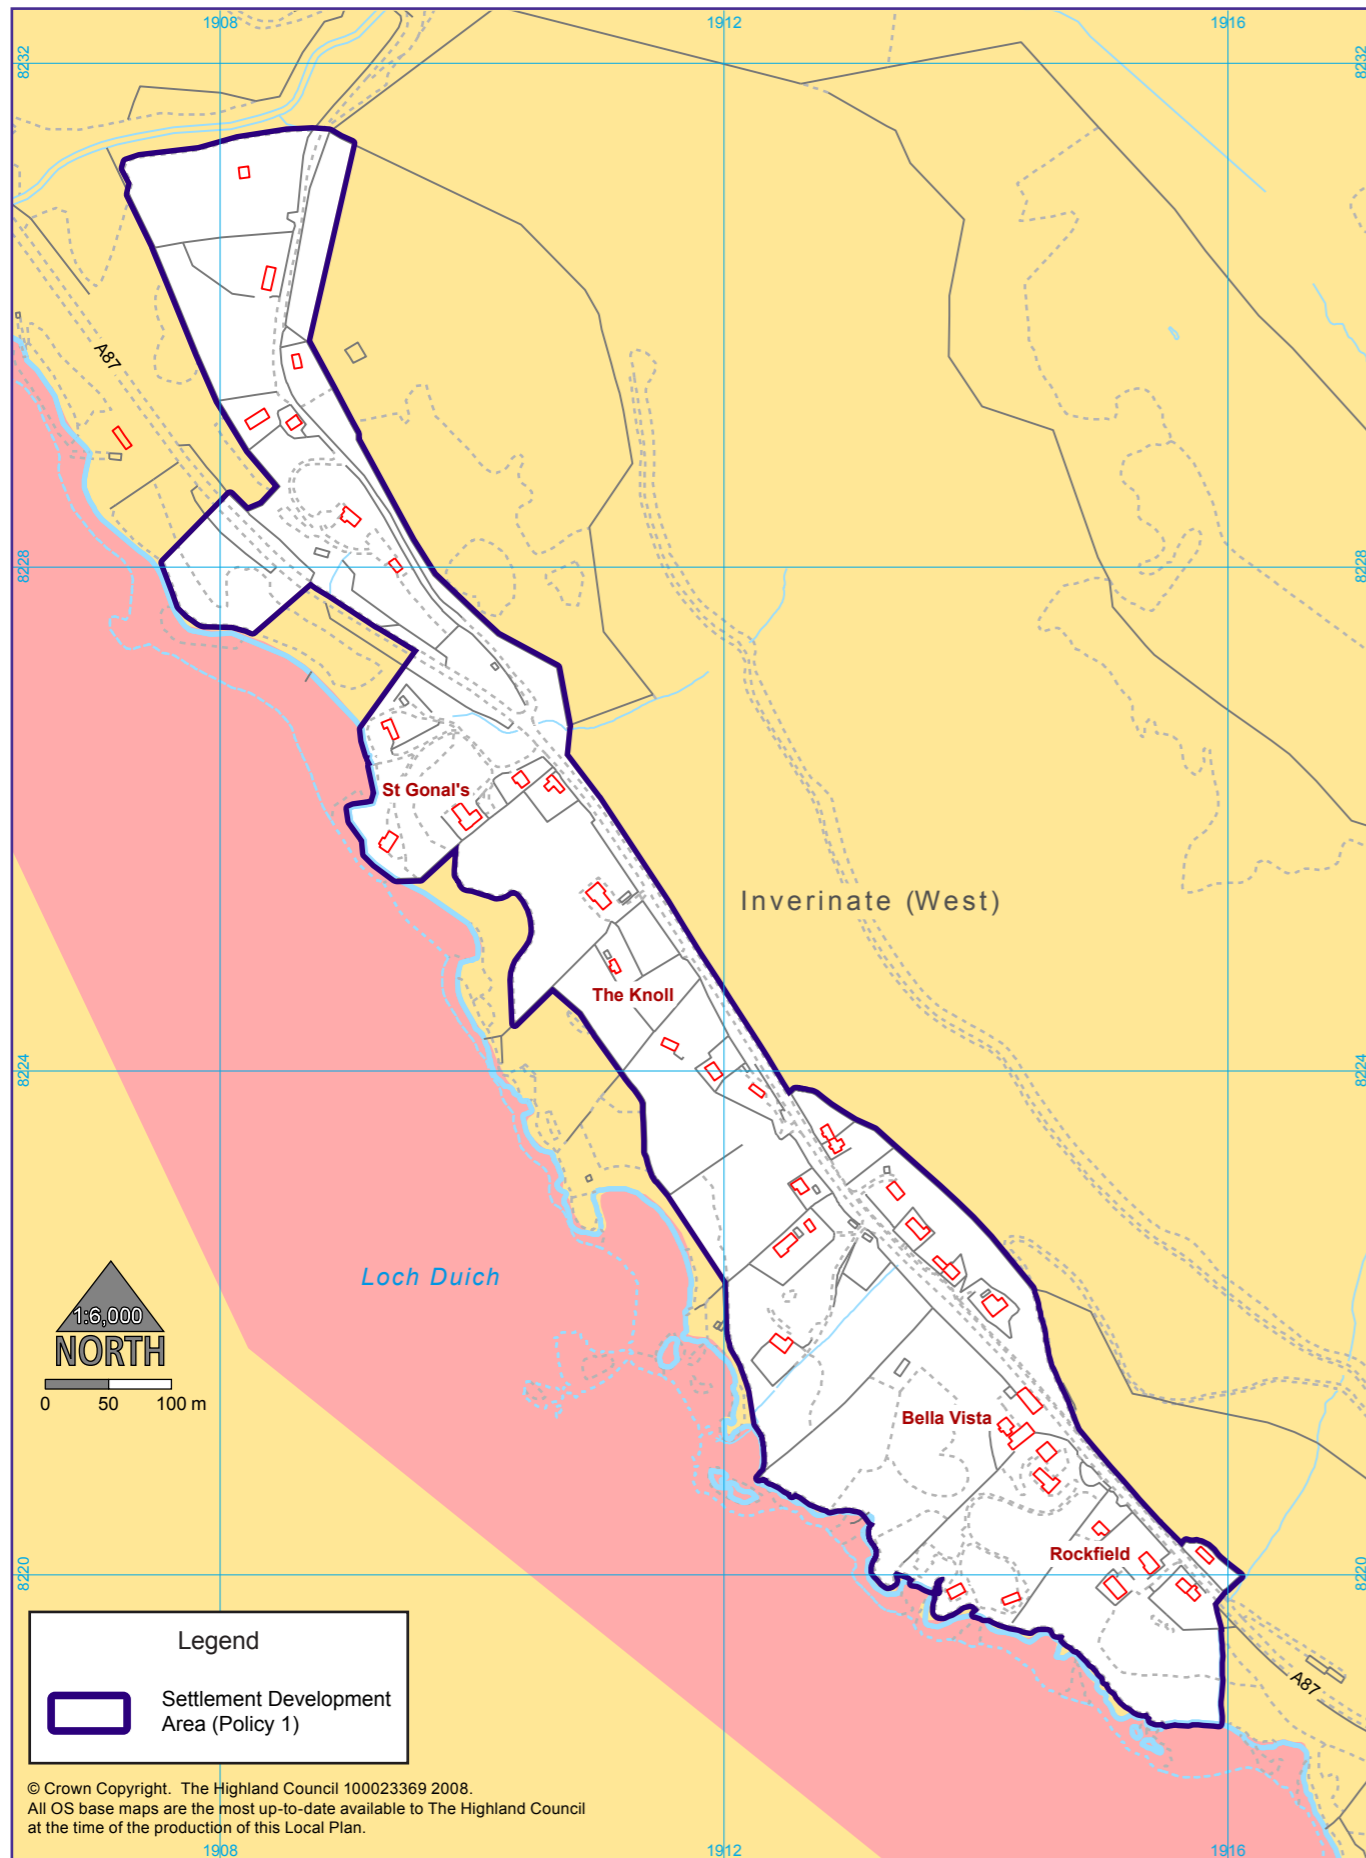 1908
1912
1916
8232
8232
A87
8228
8228
St Gonal's
Inverinate (West)
The Knoll
8224
8224
Loch Duich
1:6,000
NORTH
0 50 100 m
Bella Vista
Rockfield
8220
8220
A87
Legend
Settlement Development
Area (Policy 1)
© Crown Copyright. The Highland Council 100023369 2008.
All OS base maps are the most up-to-date available to The Highland Council
at the time of the production of this Local Plan.
1908
1912
1916